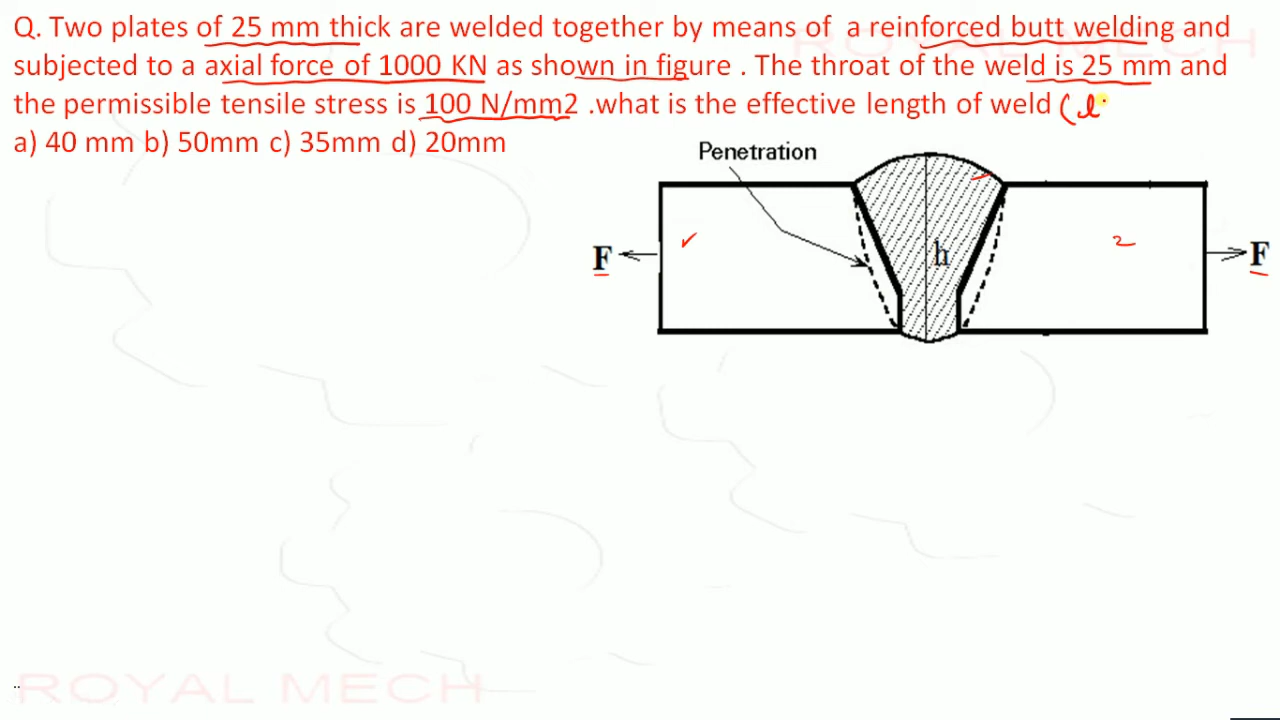 Q. Two plates of 25 mm thick are welded together by means of a reinforced butt welding and
subjected to a axial force of 1000 KN as shown in figure . The throat of the weld is 25 mm and
the permissible tensile stress is 100 N/mm2 .what is the effective length of weld (l
a) 40 mm b) 50mm c) 35mm d) 20mm
Penetration
F
h
2
F
ROYAL MECH
ROYAL MECH